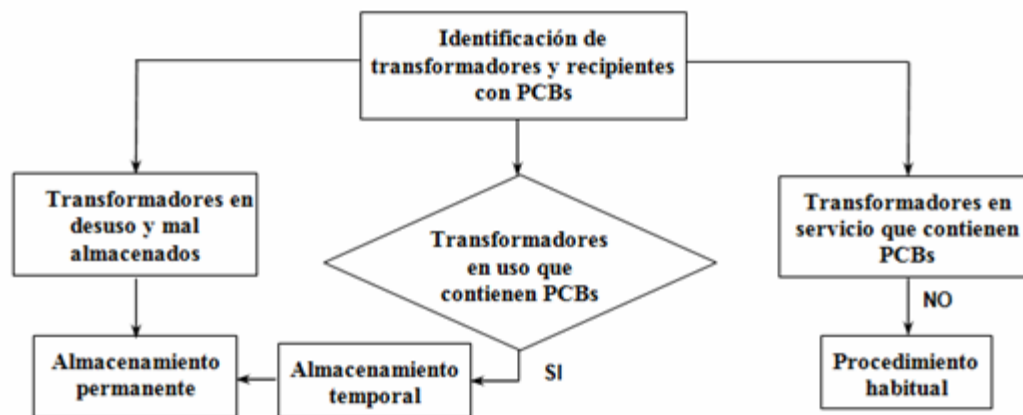 Identificación de
transformadores y recipientes
con PCBs
Transformadores en
desuso y mal
almacenados
Transformadores
en uso que
contienen PCBs
Transformadores en
servicio que contienen
PCBs
NO
SI
Almacenamiento
permanente
Almacenamiento
temporal
Procedimiento
habitual